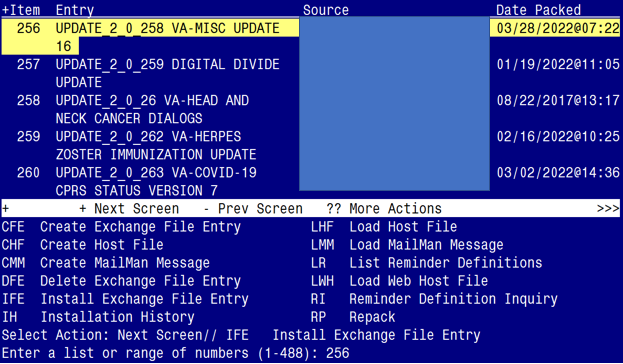 +Item Entry Source Date Packed
256 UPDATE_2_0_258 VA-MISC UPDATE 03/28/2022@07:22
16
257 UPDATE_2_0_259 DIGITAL DIVIDE 01/19/2022@11:05
UPDATE
258 UPDATE_2_0_26 VA-HEAD AND 08/22/2017@13:17
NECK CANCER DIALOGS
259 UPDATE_2_0_262 VA-HERPES 02/16/2022@10:25
ZOSTER IMMUNIZATION UPDATE
260 UPDATE_2_0_263 VA-COVID-19 03/02/2022@14:36
CPRS STATUS VERSION 7
+ + Next Screen - Prev Screen ?? More Actions >>>
CFE Create Exchange File Entry LHF Load Host File
CHF Create Host File LMM Load MailMan Message
CMM Create MailMan Message LR List Reminder Definitions
DFE Delete Exchange File Entry LWH Load Web Host File
IFE Install Exchange File Entry RI Reminder Definition Inquiry
IH Installation History RP Repack
Select Action: Next Screen// IFE Install Exchange File Entry
Enter a list or range of numbers (1-488): 256